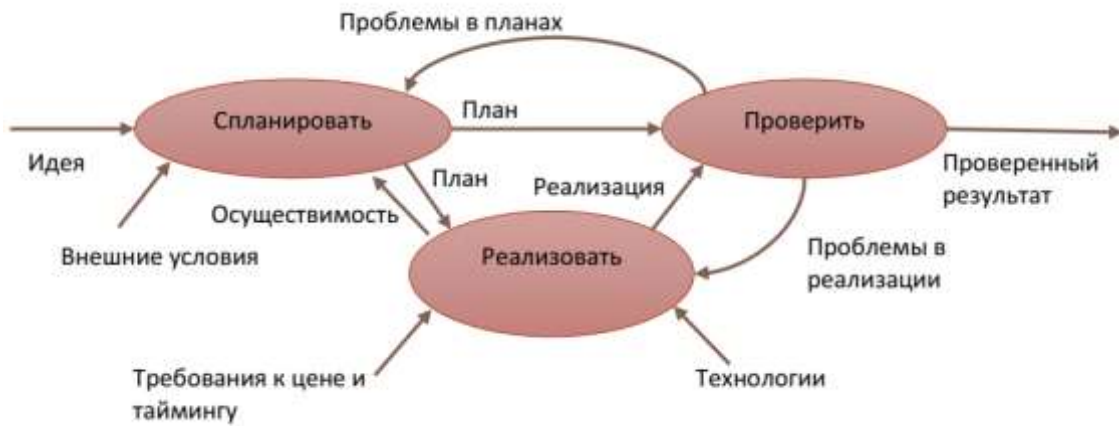 Проблемы в планах
Спланировать
План
Проверить
Идея
Проверенный
результат
План
Реализация
Осуществимость
Внешние условия
Реализовать
Проблемы в
реализации
Требования к цене и
таймингу
Технологии